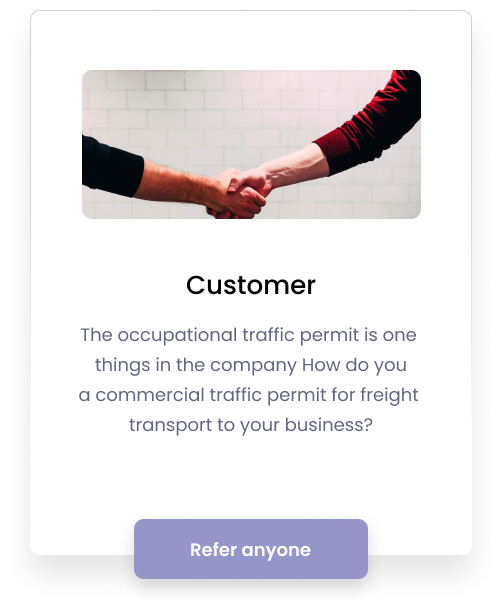 Customer
The occupational traffic permit is one
things in the company How do you
a commercial traffic permit for freight
transport to your business?
Refer anyone